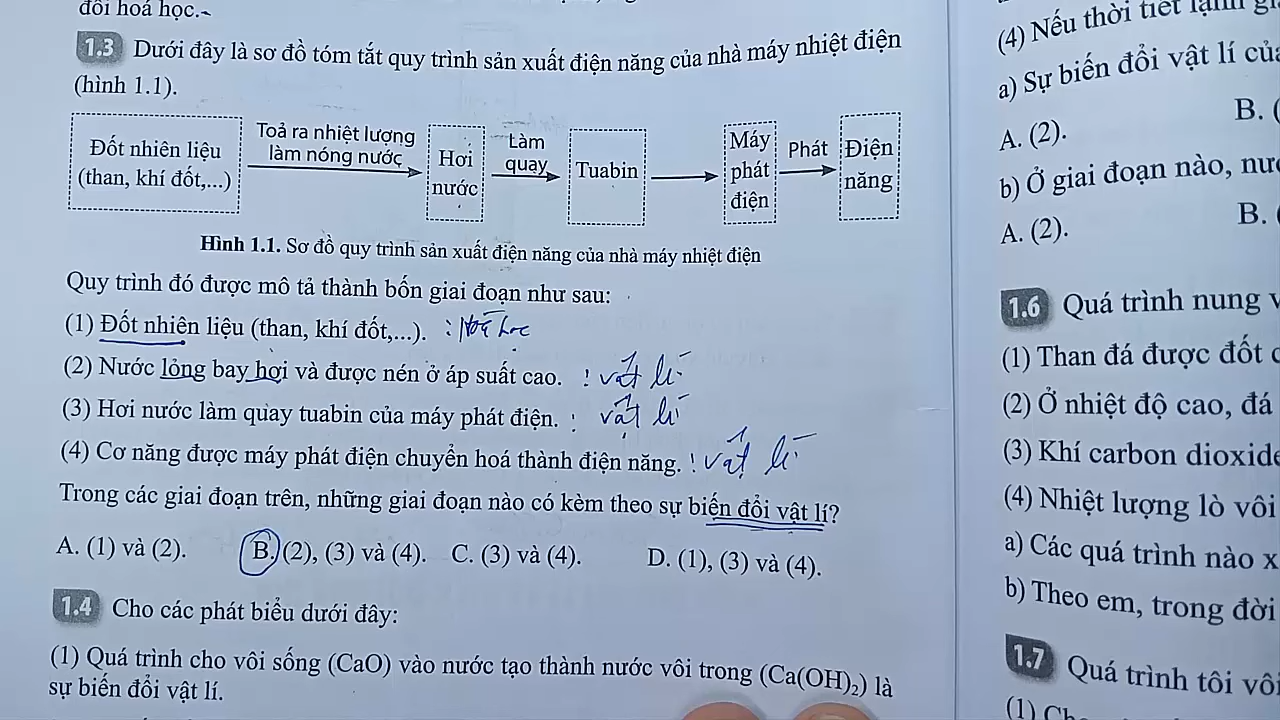 đổi hoá học.
1.3 Dưới đây là sơ đồ tóm tắt quy trình sản xuất điện năng của nhà máy nhiệt điện
(hình 1.1).
Đốt nhiên liệu
(than, khí đốt,...)
Toả ra nhiệt lượng
làm nóng nước
Hơi
nước
Làm
quay
Tuabin
Máy
phát
điện
Phát
Điện
năng
Hình 1.1. Sơ đồ quy trình sản xuất điện năng của nhà máy nhiệt điện
Quy trình đó được mô tả thành bốn giai đoạn như sau:
(1) Đốt nhiên liệu (than, khí đốt,...). : Hoá học
(2) Nước lỏng bay hơi và được nén ở áp suất cao. : vật lí
(3) Hơi nước làm quay tuabin của máy phát điện. : vật lí
(4) Cơ năng được máy phát điện chuyển hoá thành điện năng. : vật lí
Trong các giai đoạn trên, những giai đoạn nào có kèm theo sự biến đổi vật lí?
A. (1) và (2). B. (2), (3) và (4). C. (3) và (4). D. (1), (3) và (4).
1.4 Cho các phát biểu dưới đây:
(1) Quá trình cho vôi sống (CaO) vào nước tạo thành nước vôi trong (Ca(OH)₂) là
sự biến đổi vật lí.
(4) Nếu thời tiết lạnh
a) Sự biến đổi vật lí
A. (2). B.
b) Ở giai đoạn nào,
A. (2). B.
1.6 Quá trình nung
(1) Than đá được đốt
(2) Ở nhiệt độ cao, đá
(3) Khí carbon
(4) Nhiệt lượng lò vôi
a) Các quá trình nào
b) Theo em, trong đời
1.7 Quá trình tôi
(1)